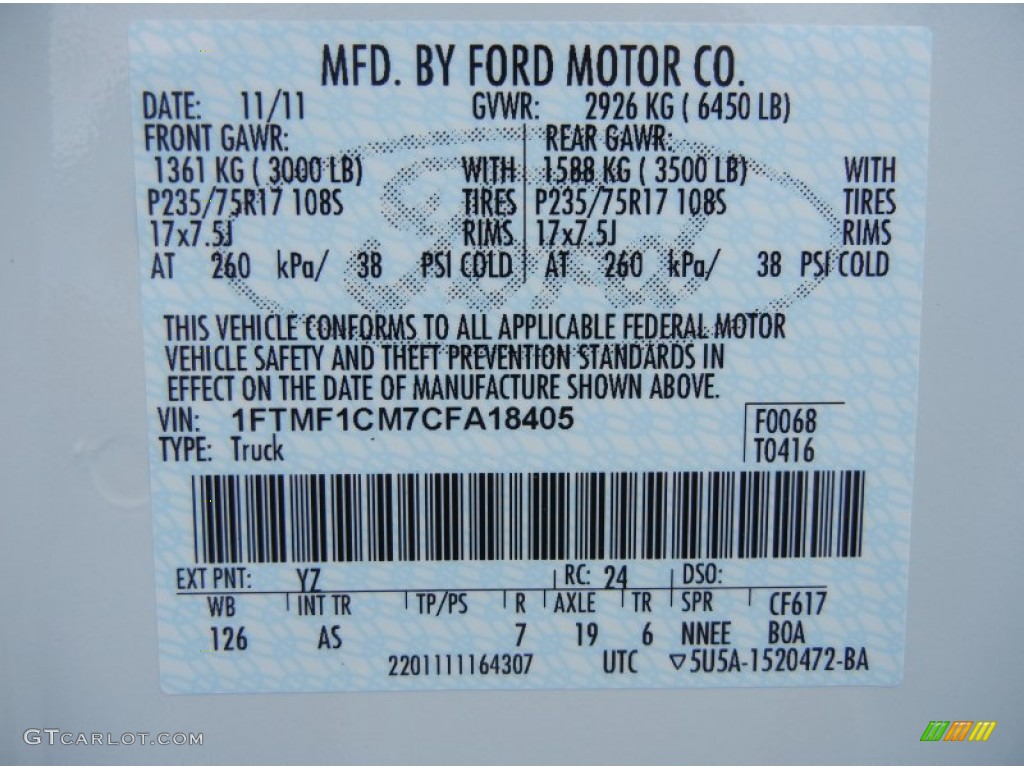 MFD. BY FORD MOTOR CO.
DATE: 11/11 GVWR: 2926 KG ( 6450 LB)
FRONT GAWR: REAR GAWR:
1361 KG ( 3000 LB) WITH 1588 KG ( 3500 LB) WITH
P235/75R17 108S TIRES P235/75R17 108S TIRES
17x7.5J RIMS 17x7.5J RIMS
AT 260 kPa/ 38 PSI COLD AT 260 kPa/ 38 PSI COLD
THIS VEHICLE CONFORMS TO ALL APPLICABLE FEDERAL MOTOR
VEHICLE SAFETY AND THEFT PREVENTION STANDARDS IN
EFFECT ON THE DATE OF MANUFACTURE SHOWN ABOVE.
VIN: 1FTMF1CM7CFA18405 F0068
TYPE: Truck T0416
EXT PNT: YZ RC: 24 DSO:
WB INT TR TP/PS R AXLE TR SPR CF617
126 AS 7 19 6 NNEE BOA
2201111164307 UTC ▽5U5A-1520472-BA
Ford
GTCARLOT.COM